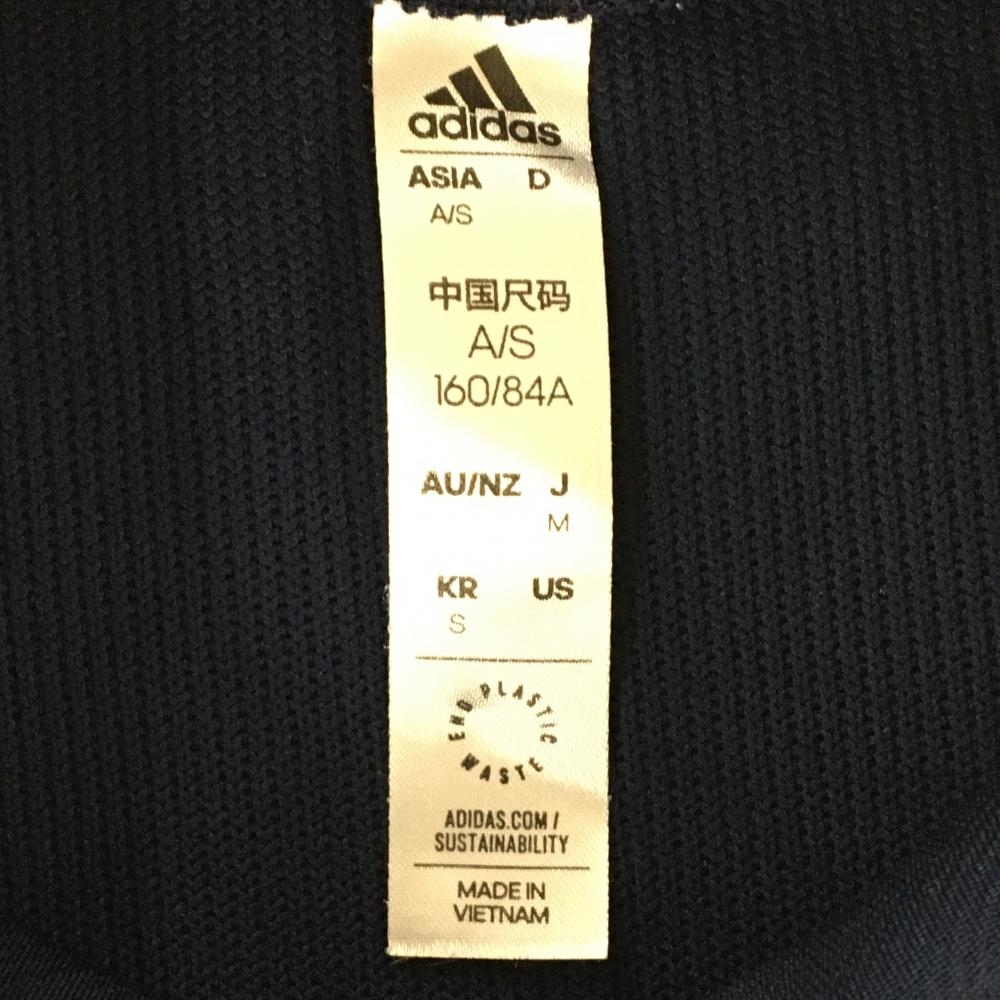 adidas
ASIA D
A/S
中国尺码
A/S
160/84A
AU/NZ J
M
KR US
S
END PLASTIC WASTE
ADIDAS.COM /
SUSTAINABILITY
MADE IN
VIETNAM